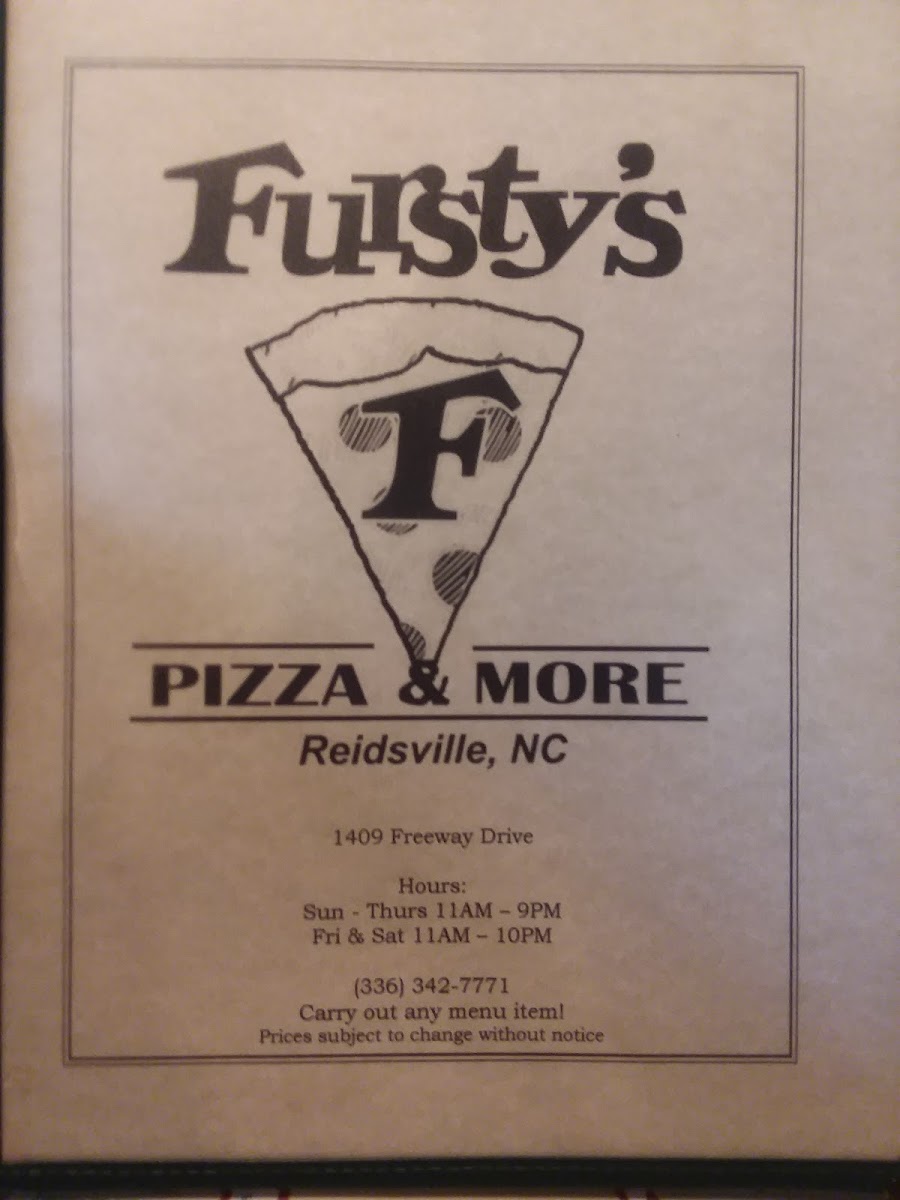 Fursty's
F
PIZZA & MORE
Reidsville, NC
1409 Freeway Drive
Hours:
Sun - Thurs 11AM – 9PM
Fri & Sat 11AM – 10PM
(336) 342-7771
Carry out any menu item!
Prices subject to change without notice